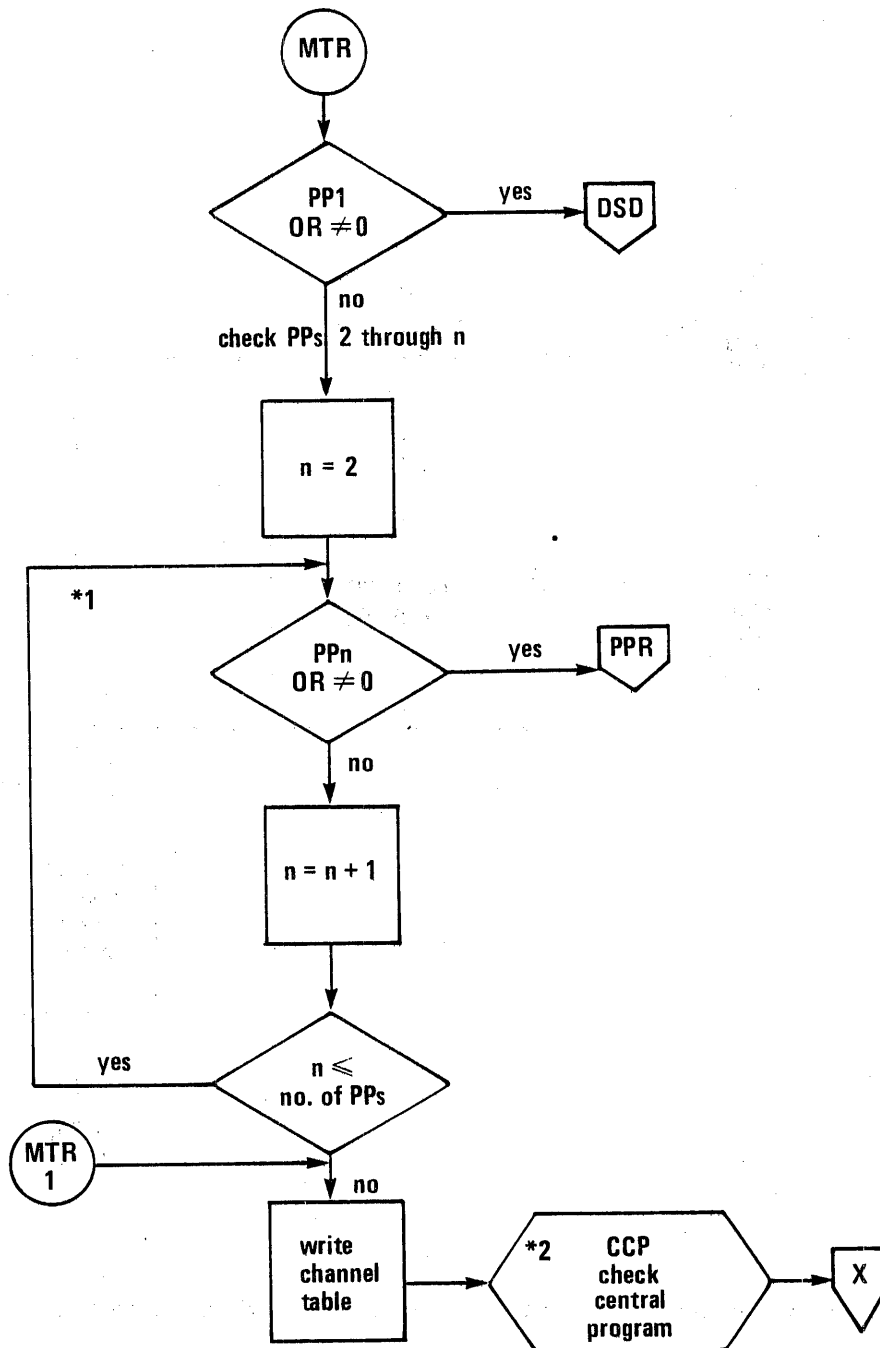 MTR
PP1
OR ≠0
yes
DSD
no
check PPs 2 through n
n = 2
*1
PPn
OR ≠0
yes
PPR
no
n = n + 1
yes
n ≤
no. of PPs
MTR
1
no
write
channel
table
*2 CCP
check
central
program
X